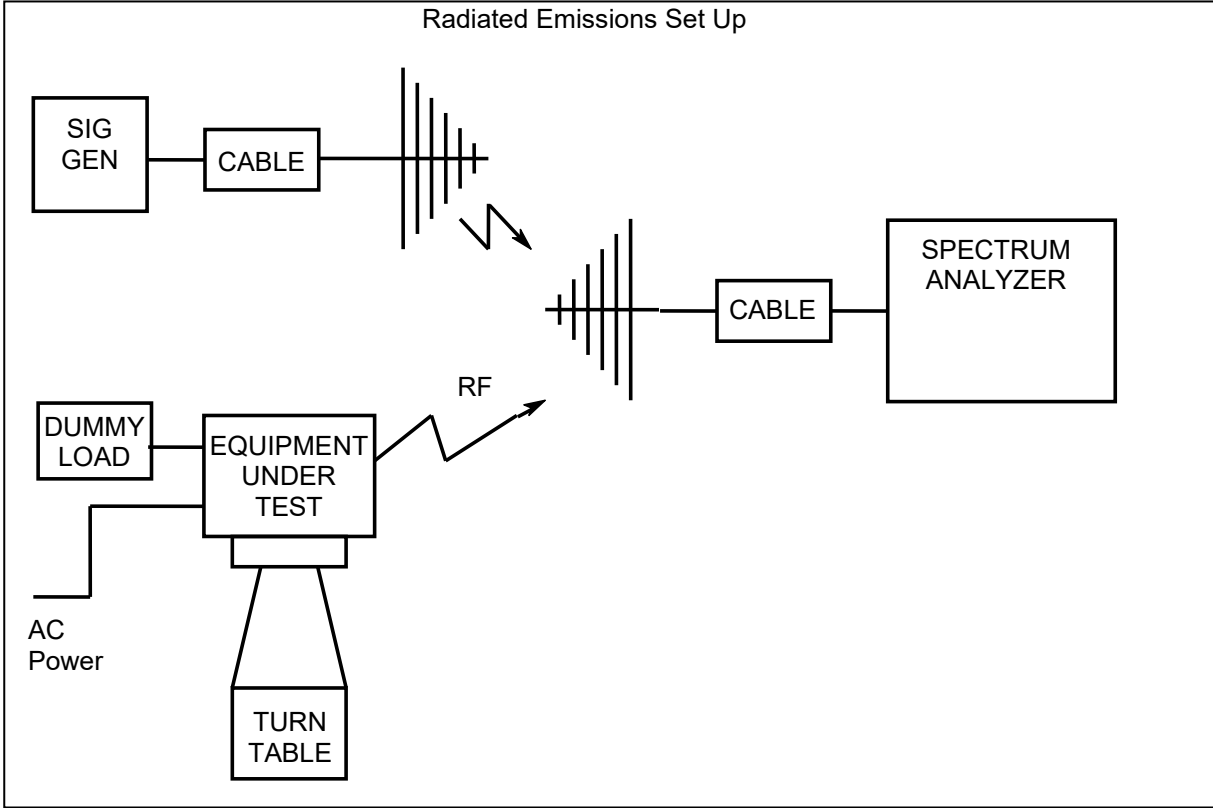 Radiated Emissions Set Up
SIG
GEN
CABLE
SPECTRUM
ANALYZER
CABLE
RF
DUMMY
LOAD
EQUIPMENT
UNDER
TEST
AC
Power
TURN
TABLE